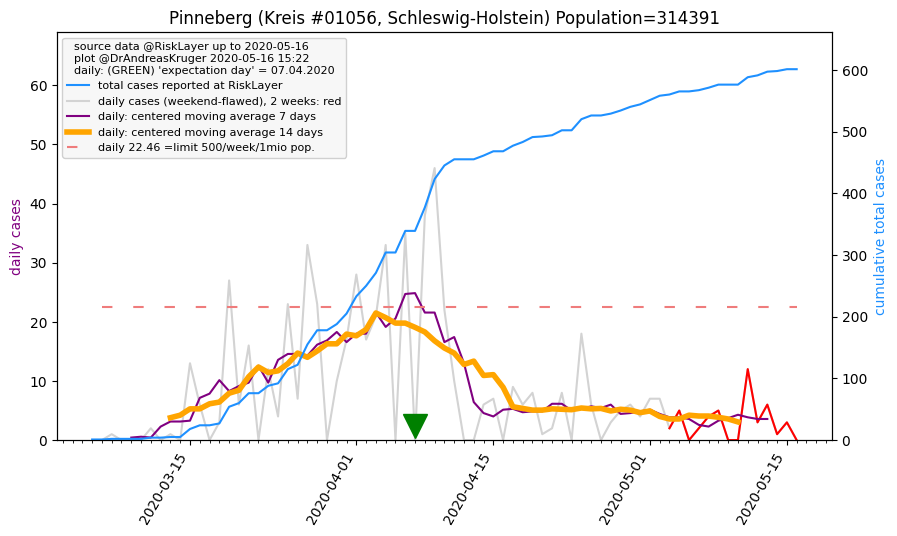 Pinneberg (Kreis #01056, Schleswig-Holstein) Population=314391
source data @RiskLayer up to 2020-05-16
plot @DrAndreasKruger 2020-05-16 15:22
daily: (GREEN) 'expectation day' = 07.04.2020
total cases reported at RiskLayer
daily cases (weekend-flawed), 2 weeks: red
daily: centered moving average 7 days
daily: centered moving average 14 days
daily 22.46 =limit 500/week/1mio pop.
daily cases
60
50
40
30
20
10
0
600
500
400
300
200
100
0
cumulative total cases
2020-03-15
2020-04-01
2020-04-15
2020-05-01
2020-05-15